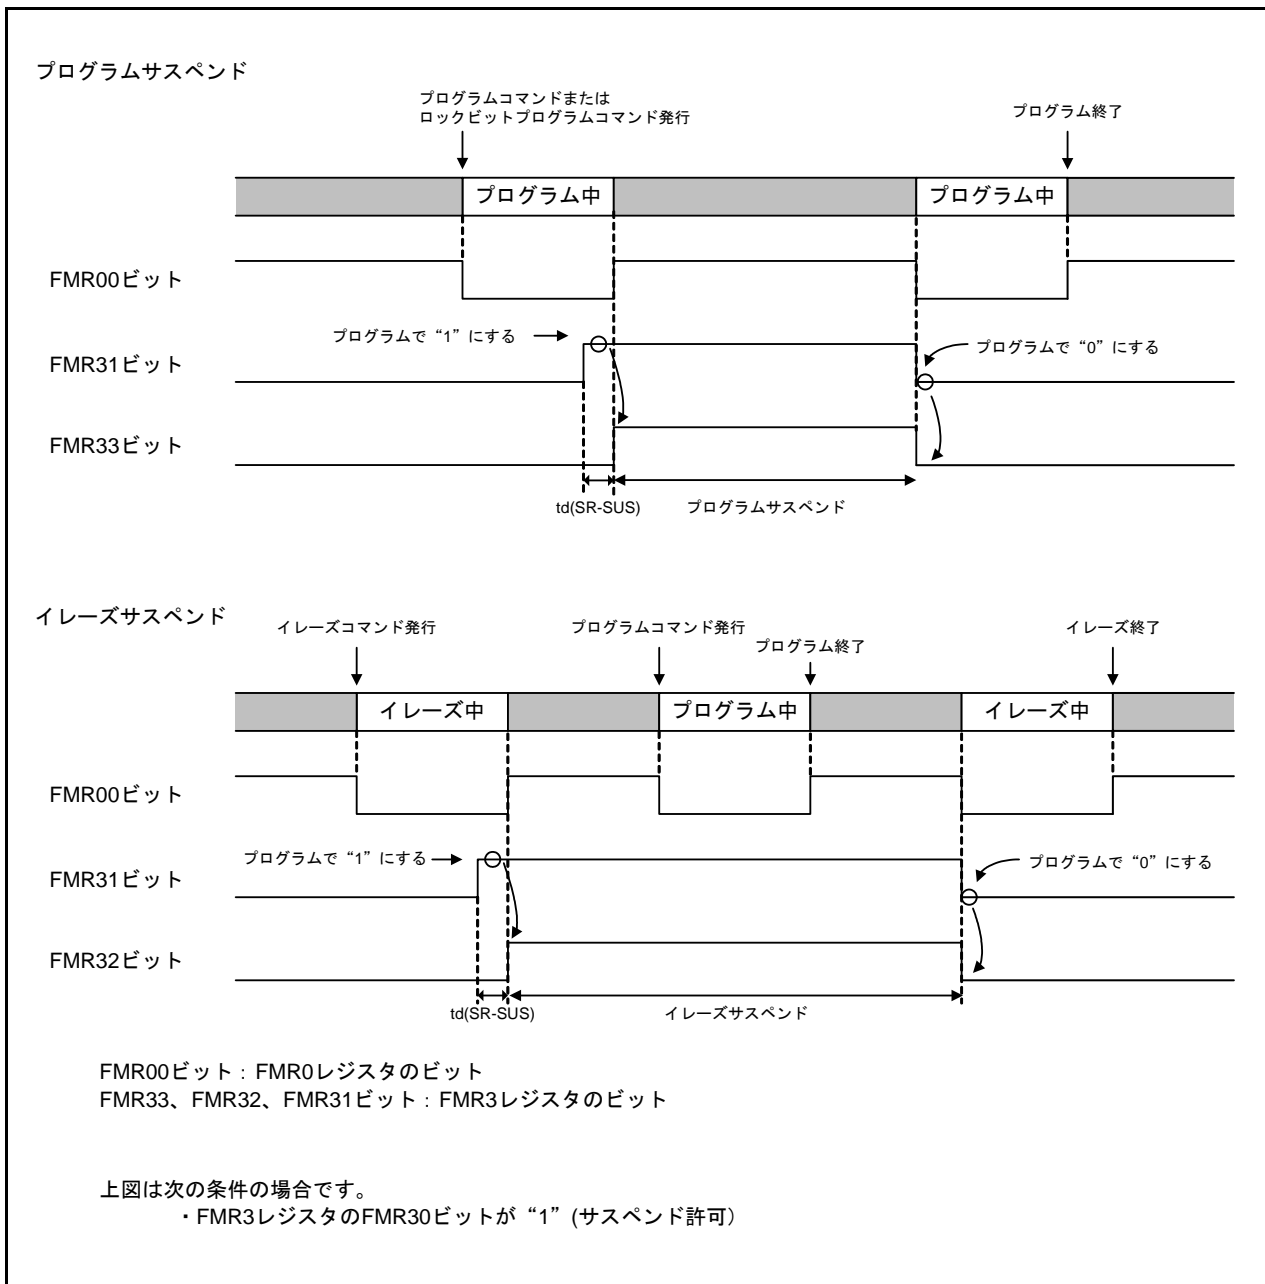 プログラムサスペンド
プログラムコマンドまたは
ロックビットプログラムコマンド発行
プログラム終了
プログラム中
プログラム中
FMR00ビット
プログラムで“1”にする
プログラムで“0”にする
FMR31ビット
FMR33ビット
td(SR-SUS)
プログラムサスペンド
イレーズサスペンド
イレーズコマンド発行
プログラムコマンド発行
プログラム終了
イレーズ終了
イレーズ中
プログラム中
イレーズ中
FMR00ビット
プログラムで“1”にする
プログラムで“0”にする
FMR31ビット
FMR32ビット
td(SR-SUS)
イレーズサスペンド
FMR00ビット：FMR0レジスタのビット
FMR33、FMR32、FMR31ビット：FMR3レジスタのビット
上図は次の条件の場合です。
・FMR3レジスタのFMR30ビットが“1”(サスペンド許可）